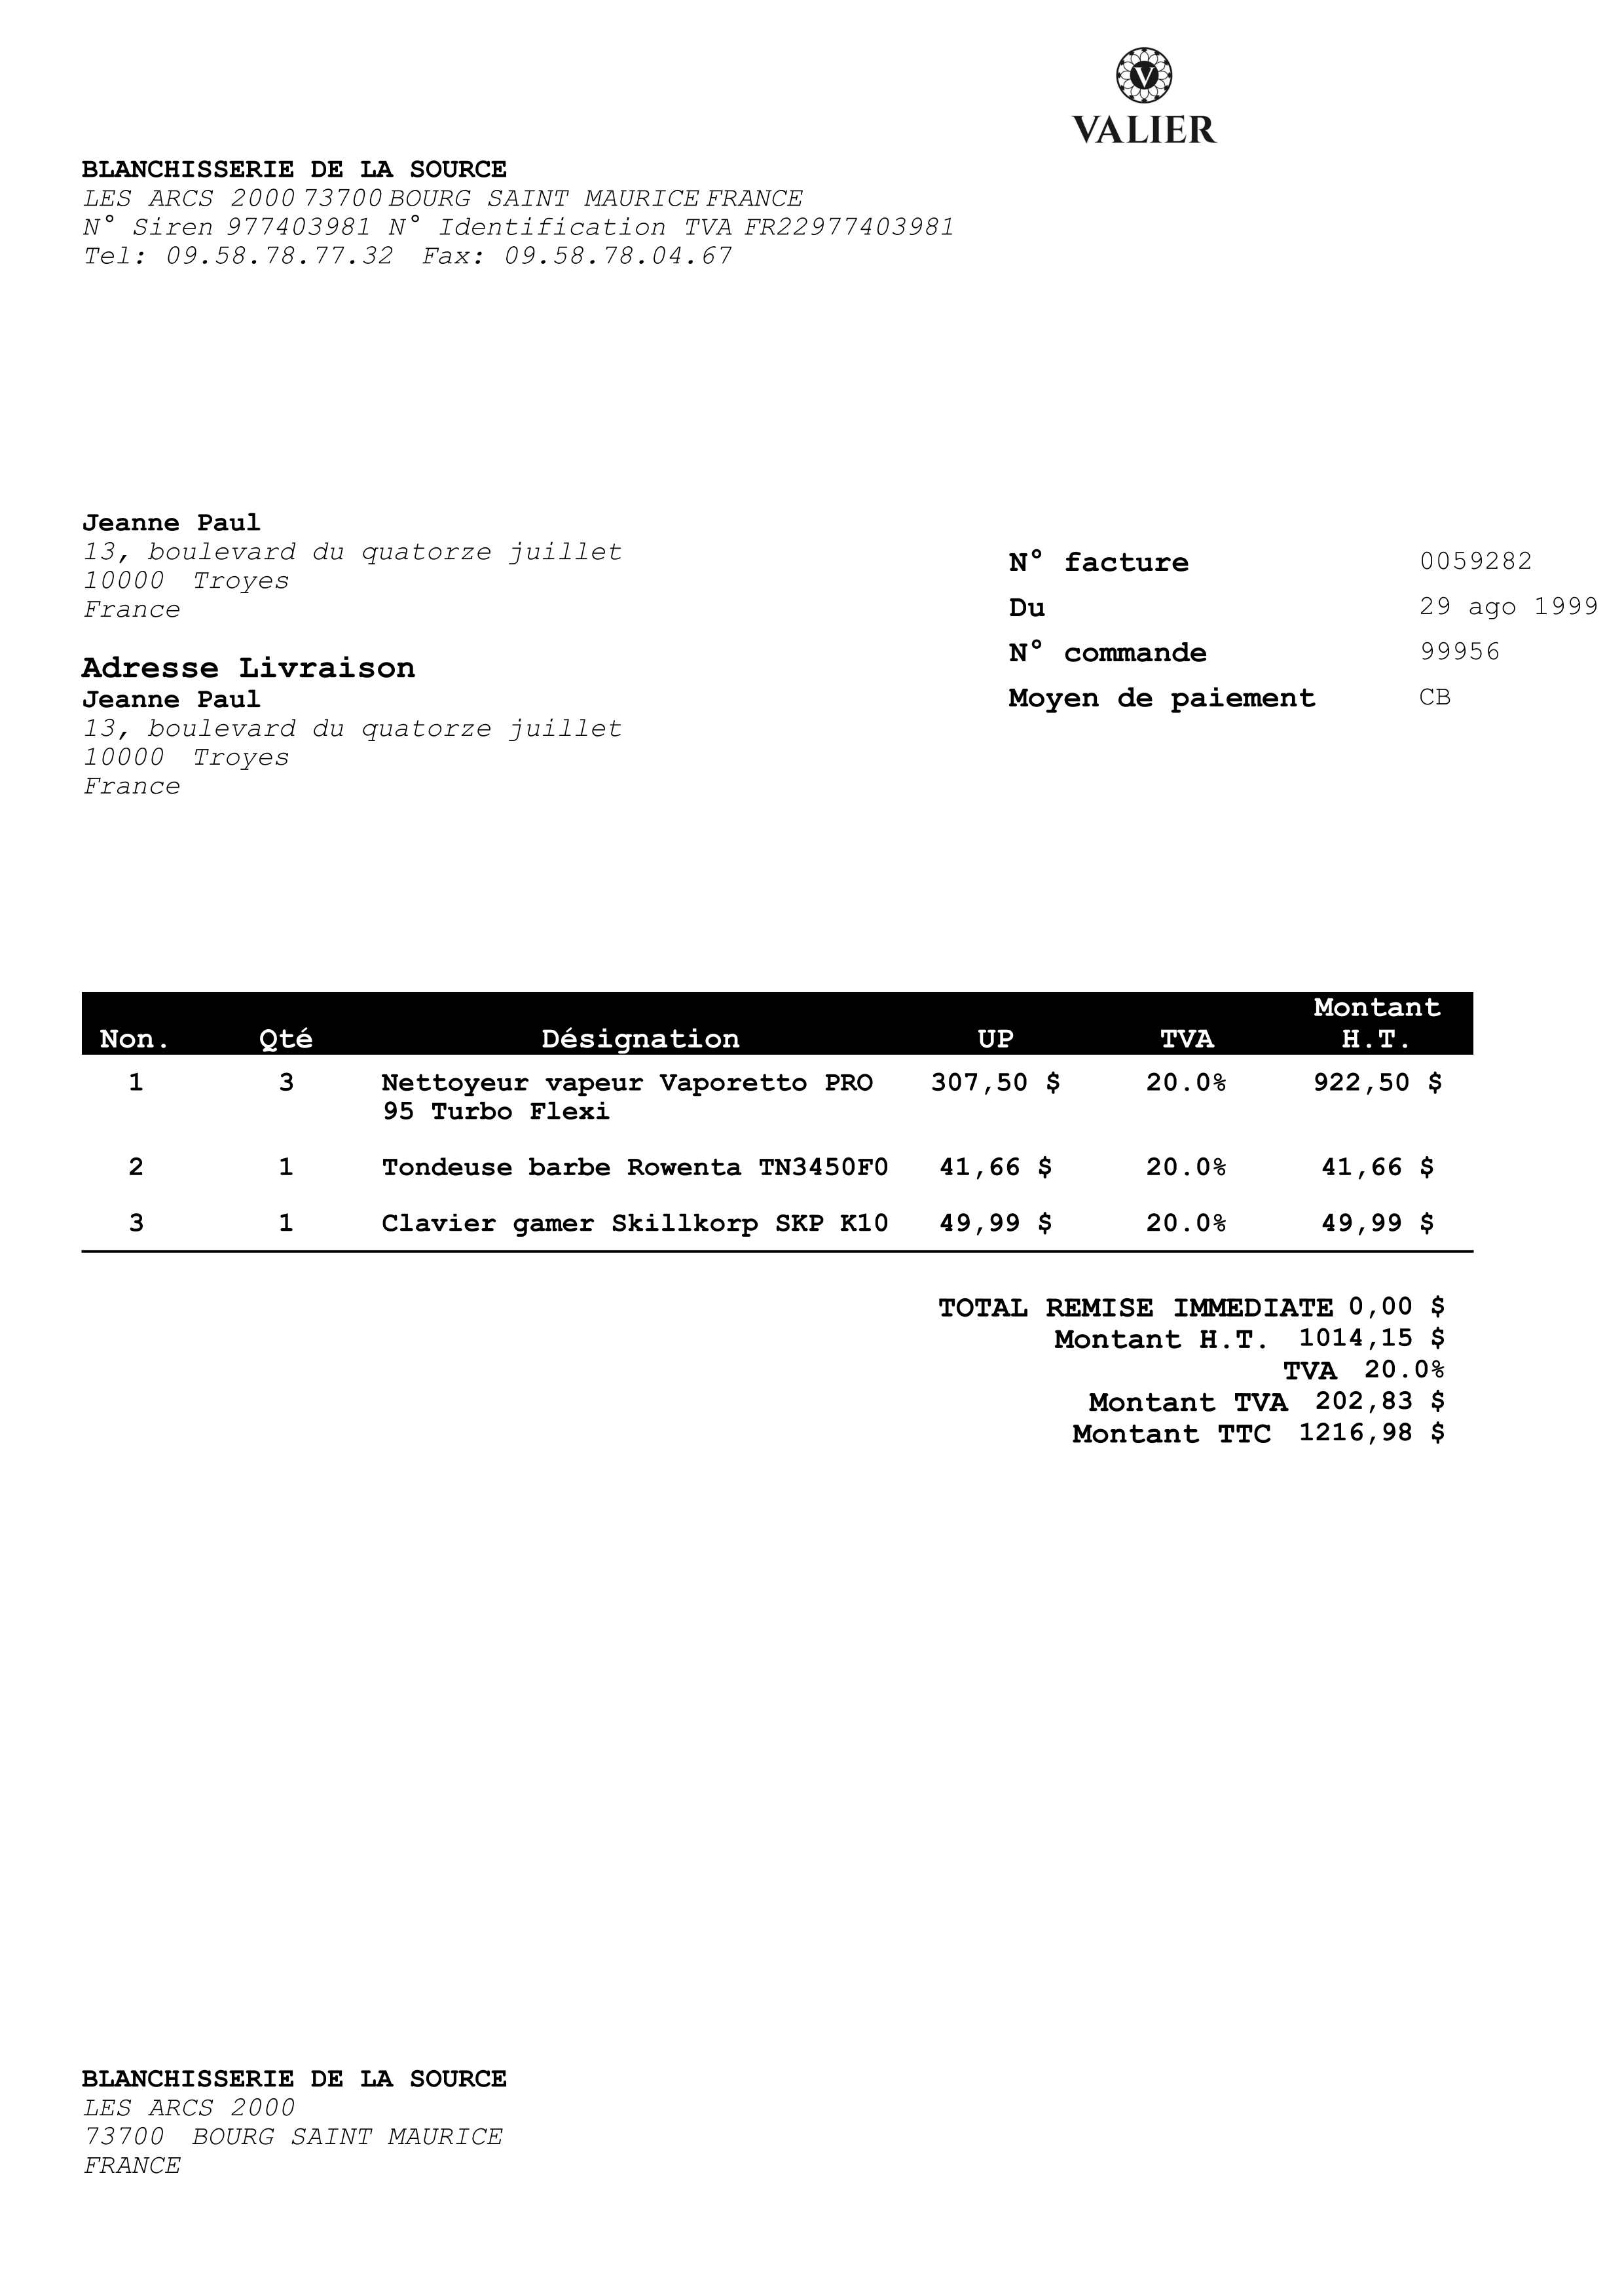 V
VALIER
BLANCHISSERIE DE LA SOURCE
LES ARCS 2000 73700 BOURG SAINT MAURICE FRANCE
N° Siren 977403981 N° Identification TVA FR22977403981
Tel: 09.58.78.77.32 Fax: 09.58.78.04.67
Jeanne Paul
13, boulevard du quatorze juillet
10000 Troyes
France
Adresse Livraison
Jeanne Paul
13, boulevard du quatorze juillet
10000 Troyes
France
N° facture 0059282
Du 29 ago 1999
N° commande 99956
Moyen de paiement CB
Non. Qté Désignation UP TVA Montant H.T.
1 3 Nettoyeur vapeur Vaporetto PRO 307,50 $ 20.0% 922,50 $
95 Turbo Flexi
2 1 Tondeuse barbe Rowenta TN3450F0 41,66 $ 20.0% 41,66 $
3 1 Clavier gamer Skillkorp SKP K10 49,99 $ 20.0% 49,99 $
TOTAL REMISE IMMEDIATE 0,00 $
Montant H.T. 1014,15 $
TVA 20.0%
Montant TVA 202,83 $
Montant TTC 1216,98 $
BLANCHISSERIE DE LA SOURCE
LES ARCS 2000
73700 BOURG SAINT MAURICE
FRANCE